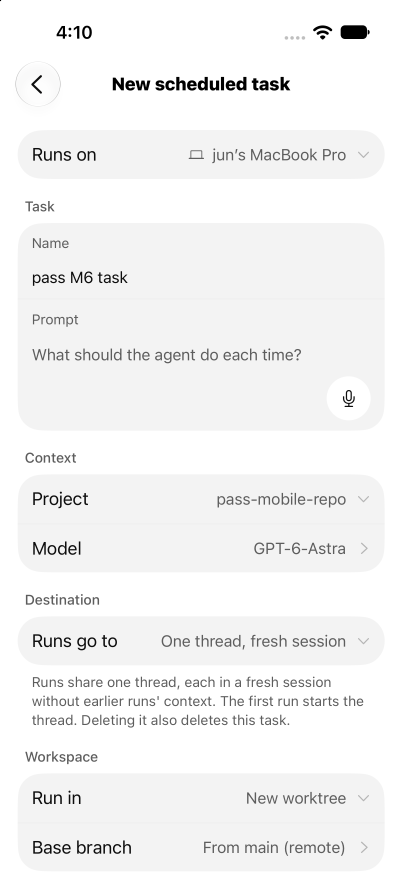 4:10
New scheduled task
Runs on jun’s MacBook Pro
Task
Name
pass M6 task
Prompt
What should the agent do each time?
Context
Project pass-mobile-repo
Model GPT-6-Astra
Destination
Runs go to One thread, fresh session
Runs share one thread, each in a fresh session
without earlier runs' context. The first run starts the
thread. Deleting it also deletes this task.
Workspace
Run in New worktree
Base branch From main (remote)